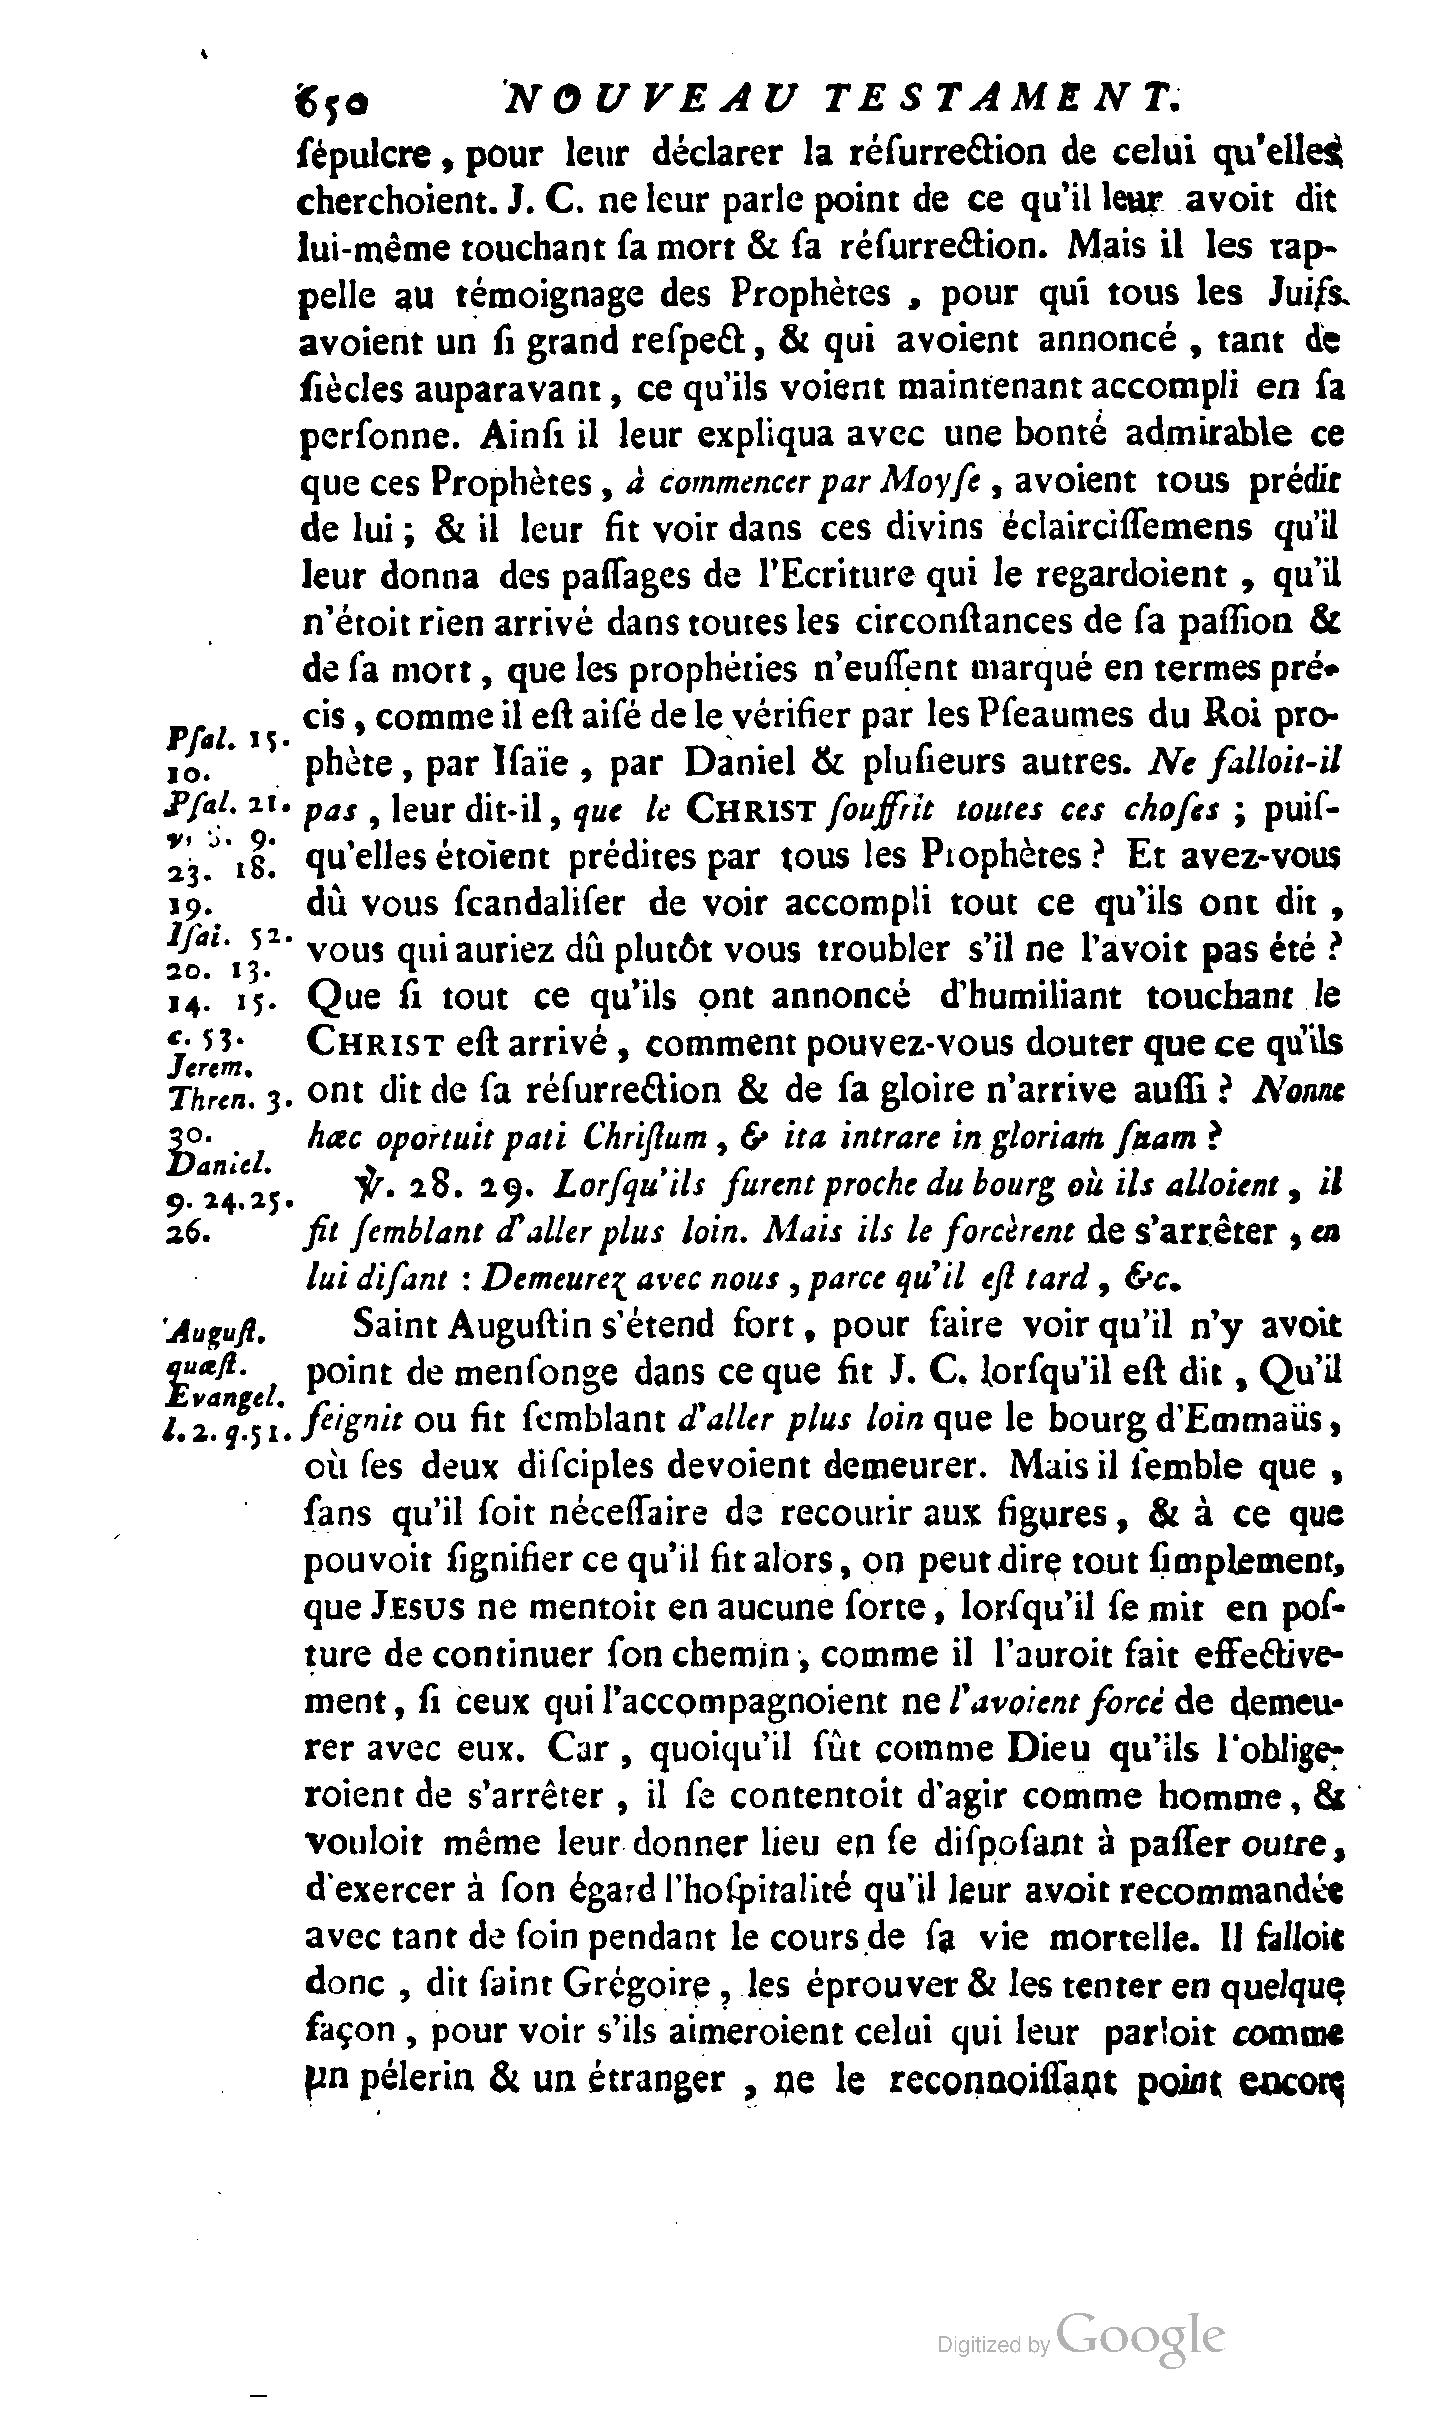 650 NOUVEAU TESTAMENT.
ſépulcre, pour leur déclarer la réſurrection de celui qu'elles
cherchoient. J. C. ne leur parle point de ce qu'il leur avoit dit
lui-même touchant ſa mort & ſa réſurrection. Mais il les rap-
pelle au témoignage des Prophètes, pour qui tous les Juifs
avoient un ſi grand reſpect, & qui avoient annoncé, tant de
ſiècles auparavant, ce qu'ils voient maintenant accompli en ſa
perſonne. Ainſi il leur expliqua avec une bonté admirable ce
que ces Prophètes, à commencer par Moyſe, avoient tous prédit
de lui; & il leur fit voir dans ces divins éclairciſſemens qu'il
leur donna des paſſages de l'Ecriture qui le regardoient, qu'il
n'étoit rien arrivé dans toutes les circonſtances de ſa paſſion &
de ſa mort, que les prophéties n'euſſent marqué en termes pré-
cis, comme il eſt aiſé de le vérifier par les Pſeaumes du Roi pro-
phète, par Iſaïe, par Daniel & pluſieurs autres. Ne falloit-il
pas, leur dit-il, que le CHRIST ſouffrît toutes ces choſes; puiſ-
qu'elles étoient prédites par tous les Prophètes? Et avez-vous
dû vous ſcandaliſer de voir accompli tout ce qu'ils ont dit,
vous qui auriez dû plutôt vous troubler s'il ne l'avoit pas été?
Que ſi tout ce qu'ils ont annoncé d'humiliant touchant le
CHRIST eſt arrivé, comment pouvez-vous douter que ce qu'ils
ont dit de ſa réſurrection & de ſa gloire n'arrive auſſi? Nonne
hæc oportuit pati Chriſtum, & ita intrare in gloriam ſuam?
℣. 28. 29. Lorſqu'ils furent proche du bourg où ils alloient, il
fit ſemblant d'aller plus loin. Mais ils le forcèrent de s'arrêter, en
lui diſant: Demeurez avec nous, parce qu'il eſt tard, &c.
Saint Auguſtin s'étend fort, pour faire voir qu'il n'y avoit
point de menſonge dans ce que fit J. C. lorſqu'il eſt dit, Qu'il
feignit ou fit ſemblant d'aller plus loin que le bourg d'Emmaüs,
où ſes deux diſciples devoient demeurer. Mais il ſemble que,
ſans qu'il ſoit néceſſaire de recourir aux figures, & à ce que
pouvoit ſignifier ce qu'il fit alors, on peut dire tout ſimplement,
que JESUS ne mentoit en aucune ſorte, lorſqu'il ſe mit en poſ-
ture de continuer ſon chemin, comme il l'auroit fait effective-
ment, ſi ceux qui l'accompagnoient ne l'avoient forcé de demeu-
rer avec eux. Car, quoiqu'il ſût comme Dieu qu'ils l'oblige-
roient de s'arrêter, il ſe contentoit d'agir comme homme, &
vouloit même leur donner lieu en ſe diſpoſant à paſſer outre,
d'exercer à ſon égard l'hoſpitalité qu'il leur avoit recommandée
avec tant de ſoin pendant le cours de ſa vie mortelle. Il falloit
donc, dit ſaint Grégoire, les éprouver & les tenter en quelque
façon, pour voir s'ils aimeroient celui qui leur parloit comme
un pélerin & un étranger, ne le reconnoiſſant point encore
Pſal. 15.
10.
Pſal. 21.
9.
23. 18.
19.
Iſai. 52.
20. 13.
14. 15.
c. 53.
Jerem.
Thren. 3.
30.
Daniel.
9. 24. 25.
26.
Auguſt.
quæſt.
Evangel.
l. 2. q. 51.
Digitized by Google